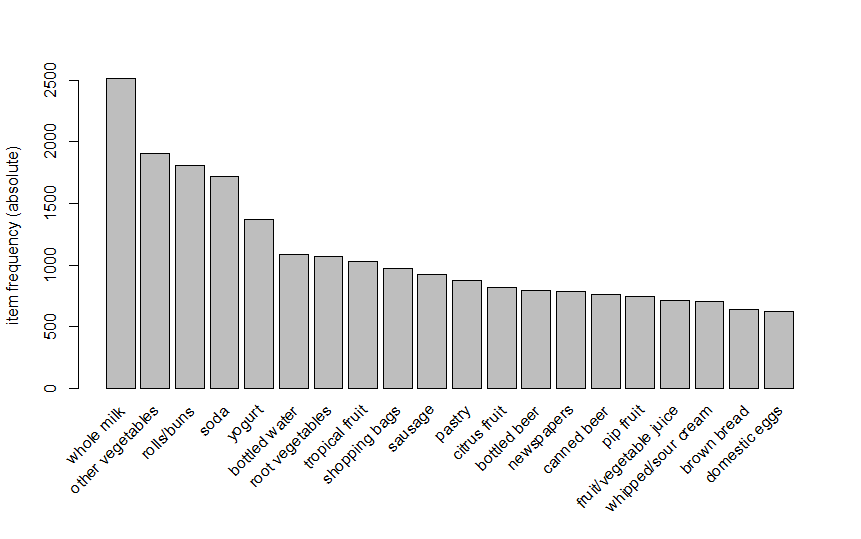 item frequency (absolute)
2500
2000
1500
1000
500
0
whole milk
other vegetables
rolls/buns
soda
yogurt
bottled water
root vegetables
tropical fruit
shopping bags
sausage
pastry
citrus fruit
bottled beer
newspapers
canned beer
pip fruit
fruit/vegetable juice
whipped/sour cream
brown bread
domestic eggs